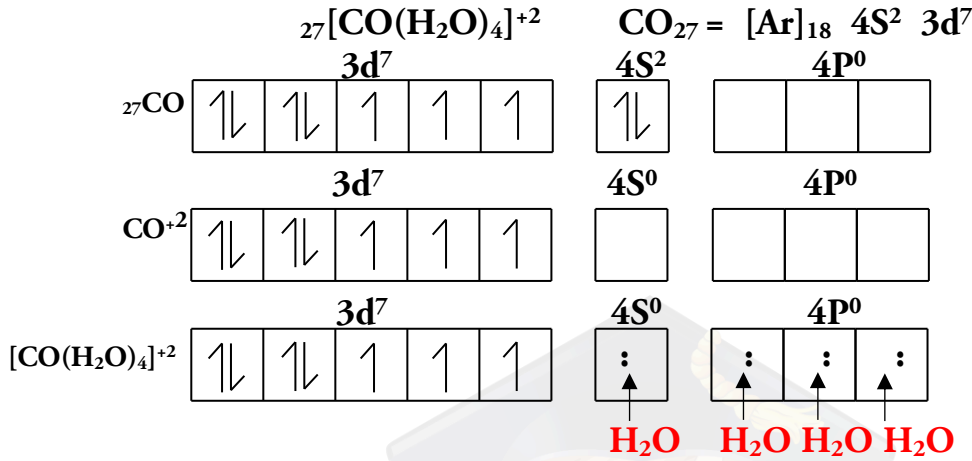 ₂₇[CO(H₂O)₄]⁺² CO₂₇ = [Ar]₁₈ 4S² 3d⁷
3d⁷ 4S² 4P⁰
₂₇CO
3d⁷ 4S⁰ 4P⁰
CO⁺²
3d⁷ 4S⁰ 4P⁰
[CO(H₂O)₄]⁺²
H₂O H₂O H₂O H₂O